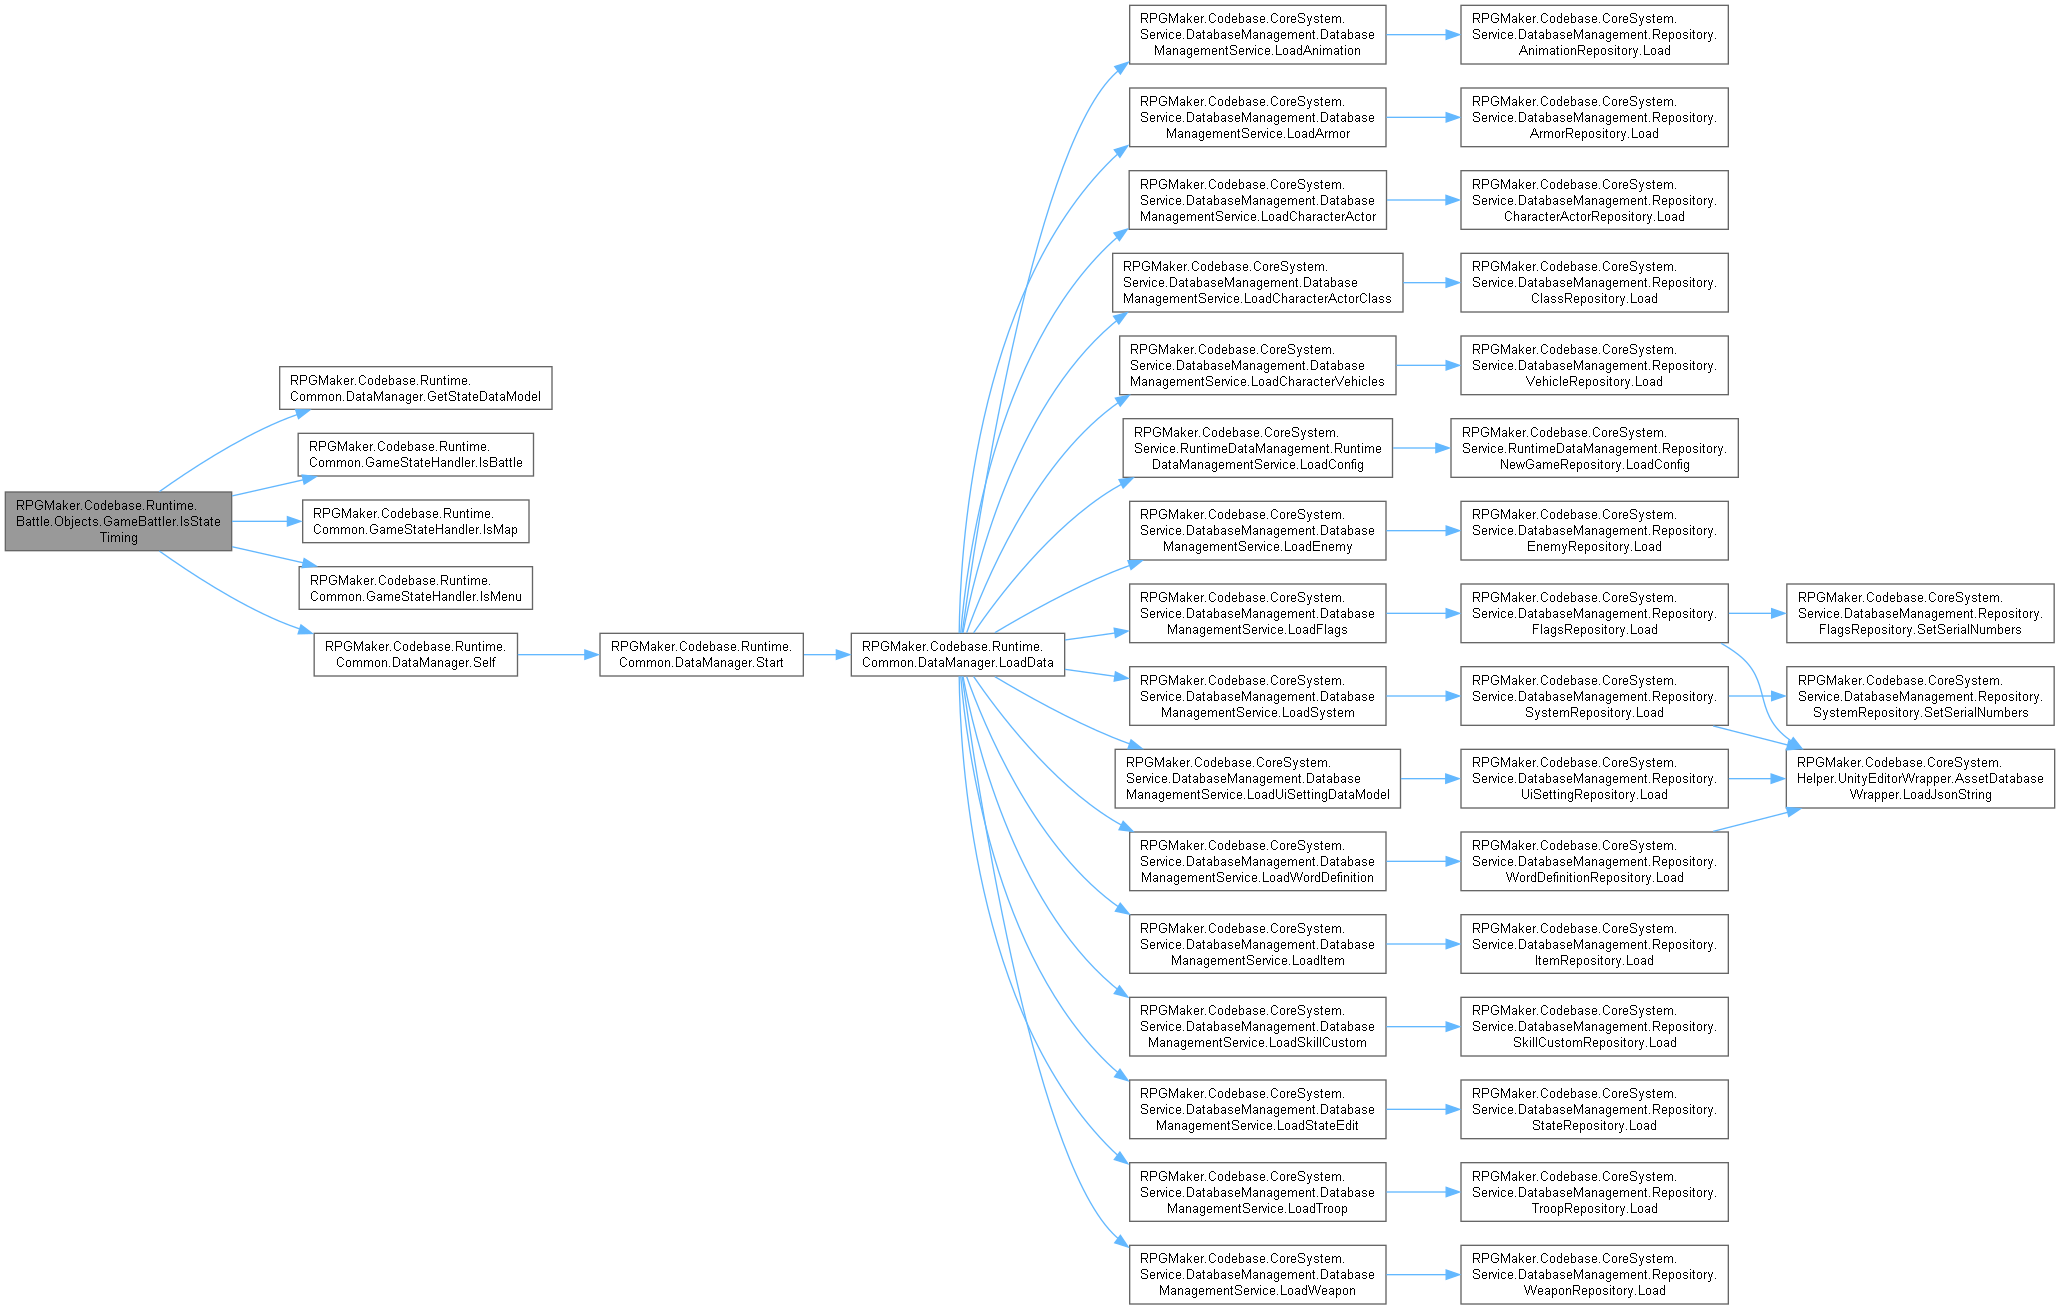 RPGMaker.Codebase.Runtime.
Battle.Objects.GameBattler.IsState
Timing
RPGMaker.Codebase.Runtime.
Common.DataManager.GetStateDataModel
RPGMaker.Codebase.Runtime.
Common.GameStateHandler.IsBattle
RPGMaker.Codebase.Runtime.
Common.GameStateHandler.IsMap
RPGMaker.Codebase.Runtime.
Common.GameStateHandler.IsMenu
RPGMaker.Codebase.Runtime.
Common.DataManager.Self
RPGMaker.Codebase.Runtime.
Common.DataManager.Start
RPGMaker.Codebase.Runtime.
Common.DataManager.LoadData
RPGMaker.Codebase.CoreSystem.
Service.DatabaseManagement.Database
ManagementService.LoadAnimation
RPGMaker.Codebase.CoreSystem.
Service.DatabaseManagement.Repository.
AnimationRepository.Load
RPGMaker.Codebase.CoreSystem.
Service.DatabaseManagement.Database
ManagementService.LoadArmor
RPGMaker.Codebase.CoreSystem.
Service.DatabaseManagement.Repository.
ArmorRepository.Load
RPGMaker.Codebase.CoreSystem.
Service.DatabaseManagement.Database
ManagementService.LoadCharacterActor
RPGMaker.Codebase.CoreSystem.
Service.DatabaseManagement.Repository.
CharacterActorRepository.Load
RPGMaker.Codebase.CoreSystem.
Service.DatabaseManagement.Database
ManagementService.LoadCharacterActorClass
RPGMaker.Codebase.CoreSystem.
Service.DatabaseManagement.Repository.
ClassRepository.Load
RPGMaker.Codebase.CoreSystem.
Service.DatabaseManagement.Database
ManagementService.LoadCharacterVehicles
RPGMaker.Codebase.CoreSystem.
Service.DatabaseManagement.Repository.
VehicleRepository.Load
RPGMaker.Codebase.CoreSystem.
Service.RuntimeDataManagement.Runtime
DataManagementService.LoadConfig
RPGMaker.Codebase.CoreSystem.
Service.RuntimeDataManagement.Repository.
NewGameRepository.LoadConfig
RPGMaker.Codebase.CoreSystem.
Service.DatabaseManagement.Database
ManagementService.LoadEnemy
RPGMaker.Codebase.CoreSystem.
Service.DatabaseManagement.Repository.
EnemyRepository.Load
RPGMaker.Codebase.CoreSystem.
Service.DatabaseManagement.Database
ManagementService.LoadFlags
RPGMaker.Codebase.CoreSystem.
Service.DatabaseManagement.Repository.
FlagsRepository.Load
RPGMaker.Codebase.CoreSystem.
Service.DatabaseManagement.Repository.
FlagsRepository.SetSerialNumbers
RPGMaker.Codebase.CoreSystem.
Service.DatabaseManagement.Database
ManagementService.LoadSystem
RPGMaker.Codebase.CoreSystem.
Service.DatabaseManagement.Repository.
SystemRepository.Load
RPGMaker.Codebase.CoreSystem.
Service.DatabaseManagement.Repository.
SystemRepository.SetSerialNumbers
RPGMaker.Codebase.CoreSystem.
Service.DatabaseManagement.Database
ManagementService.LoadUiSettingDataModel
RPGMaker.Codebase.CoreSystem.
Service.DatabaseManagement.Repository.
UiSettingRepository.Load
RPGMaker.Codebase.CoreSystem.
Helper.UnityEditorWrapper.AssetDatabase
Wrapper.LoadJsonString
RPGMaker.Codebase.CoreSystem.
Service.DatabaseManagement.Database
ManagementService.LoadWordDefinition
RPGMaker.Codebase.CoreSystem.
Service.DatabaseManagement.Repository.
WordDefinitionRepository.Load
RPGMaker.Codebase.CoreSystem.
Service.DatabaseManagement.Database
ManagementService.LoadItem
RPGMaker.Codebase.CoreSystem.
Service.DatabaseManagement.Repository.
ItemRepository.Load
RPGMaker.Codebase.CoreSystem.
Service.DatabaseManagement.Database
ManagementService.LoadSkillCustom
RPGMaker.Codebase.CoreSystem.
Service.DatabaseManagement.Repository.
SkillCustomRepository.Load
RPGMaker.Codebase.CoreSystem.
Service.DatabaseManagement.Database
ManagementService.LoadStateEdit
RPGMaker.Codebase.CoreSystem.
Service.DatabaseManagement.Repository.
StateRepository.Load
RPGMaker.Codebase.CoreSystem.
Service.DatabaseManagement.Database
ManagementService.LoadTroop
RPGMaker.Codebase.CoreSystem.
Service.DatabaseManagement.Repository.
TroopRepository.Load
RPGMaker.Codebase.CoreSystem.
Service.DatabaseManagement.Database
ManagementService.LoadWeapon
RPGMaker.Codebase.CoreSystem.
Service.DatabaseManagement.Repository.
WeaponRepository.Load